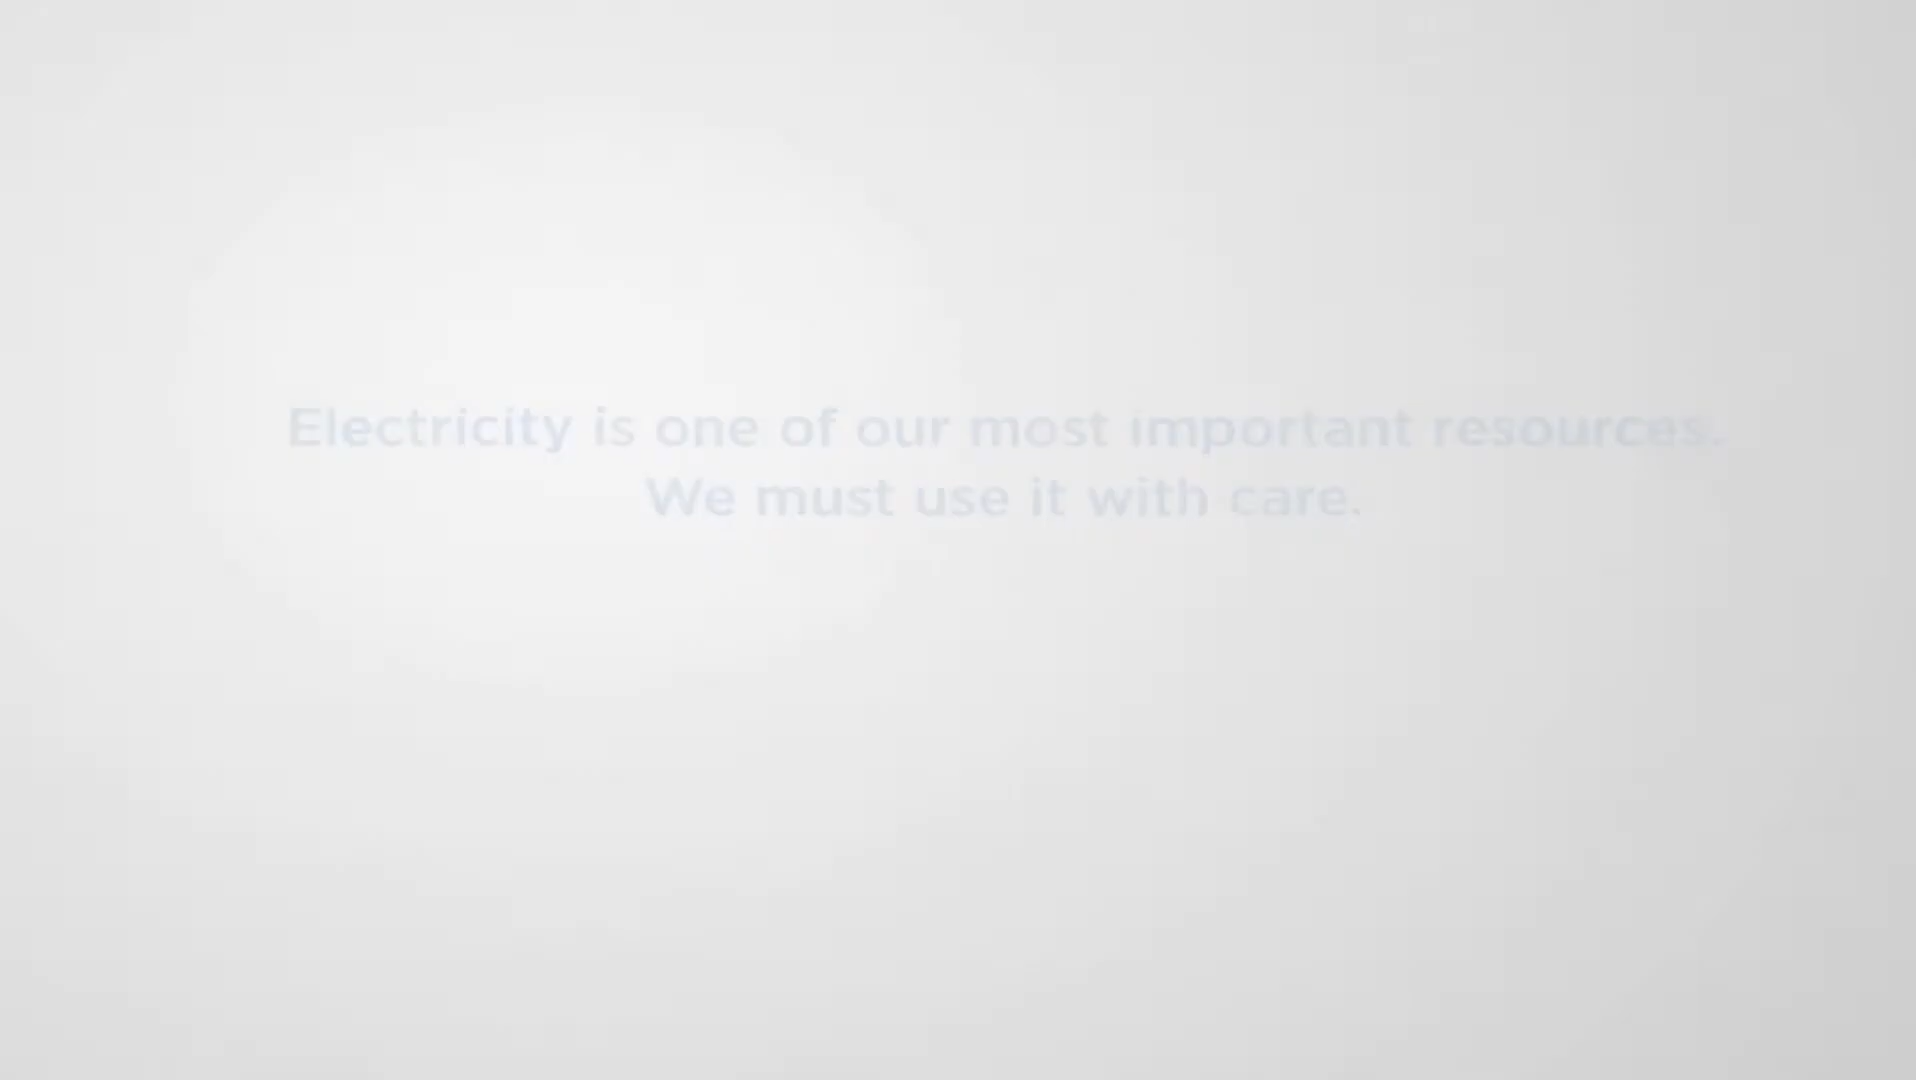 Electricity is one of our most important resources.
We must use it with care.